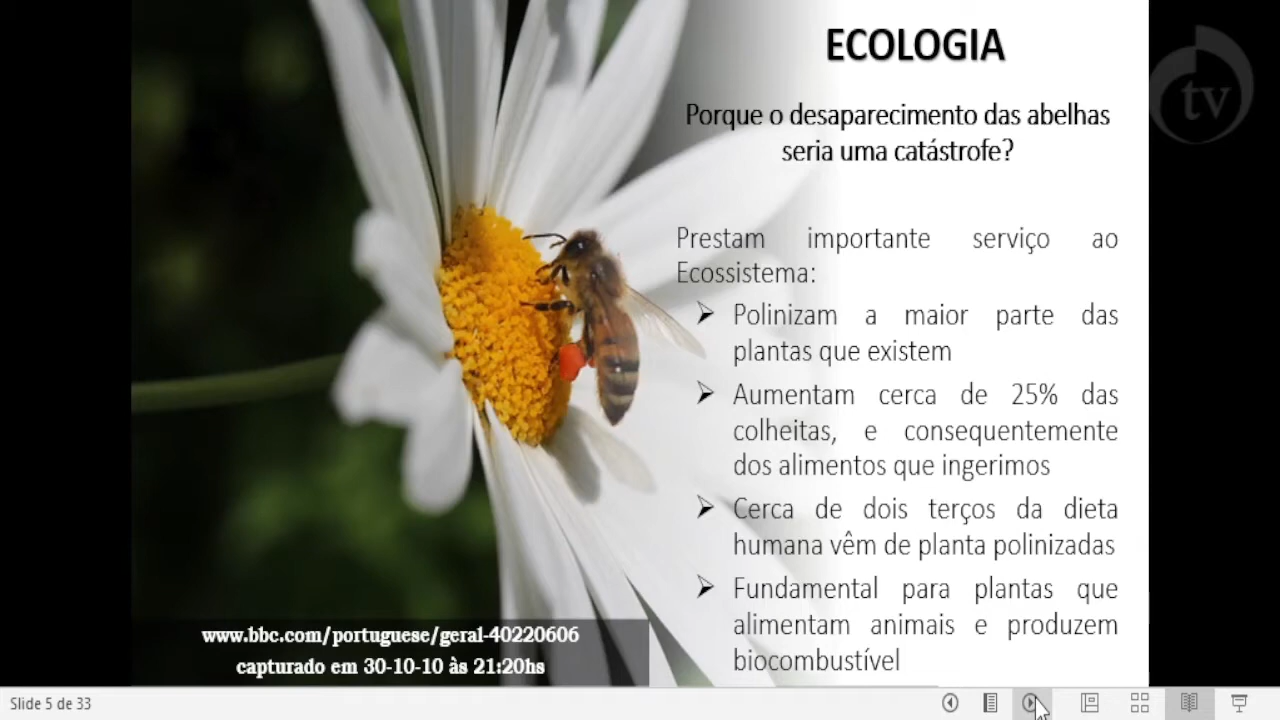 ECOLOGIA
tv
Porque o desaparecimento das abelhas
seria uma catástrofe?
Prestam importante serviço ao
Ecossistema:
Polinizam a maior parte das
plantas que existem
Aumentam cerca de 25% das
colheitas, e consequentemente
dos alimentos que ingerimos
Cerca de dois terços da dieta
humana vêm de planta polinizadas
Fundamental para plantas que
alimentam animais e produzem
biocombustível
www.bbc.com/portuguese/geral-40220606
capturado em 30-10-10 às 21:20hs
Slide 5 de 33